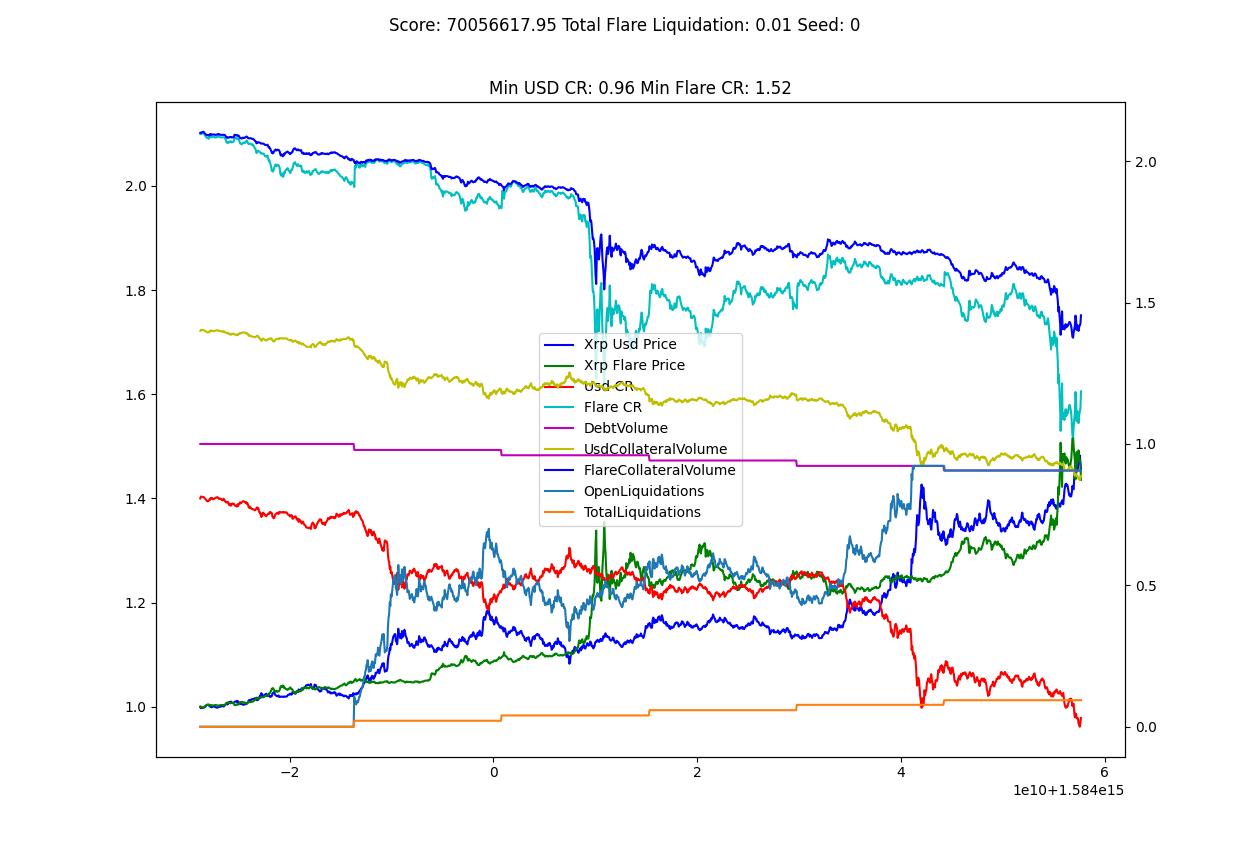 Score: 70056617.95 Total Flare Liquidation: 0.01 Seed: 0
Min USD CR: 0.96 Min Flare CR: 1.52
2.0
1.8
1.6
1.4
1.2
1.0
2.0
1.5
1.0
0.5
0.0
Xrp Usd Price
Xrp Flare Price
Usd CR
Flare CR
DebtVolume
UsdCollateralVolume
FlareCollateralVolume
OpenLiquidations
TotalLiquidations
−2 0 2 4 6
1e10+1.584e15